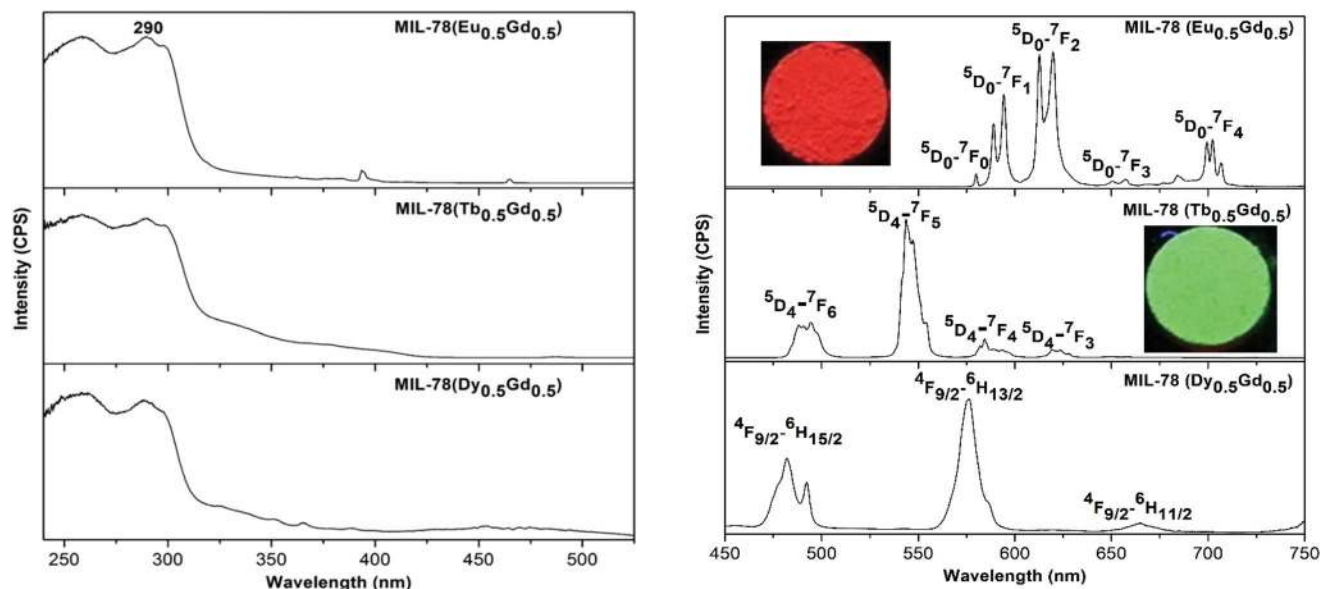 290
MIL-78(Eu0.5Gd0.5)
MIL-78(Tb0.5Gd0.5)
MIL-78(Dy0.5Gd0.5)
Intensity (CPS)
250 300 350 400 450 500
Wavelength (nm)
MIL-78 (Eu0.5Gd0.5)
5D0-7F2
5D0-7F1
5D0-7F0
5D0-7F3
5D0-7F4
MIL-78 (Tb0.5Gd0.5)
5D4-7F5
5D4-7F6
5D4-7F4
5D4-7F3
MIL-78 (Dy0.5Gd0.5)
4F9/2-6H13/2
4F9/2-6H15/2
4F9/2-6H11/2
Intensity (CPS)
450 500 550 600 650 700 750
Wavelength (nm)